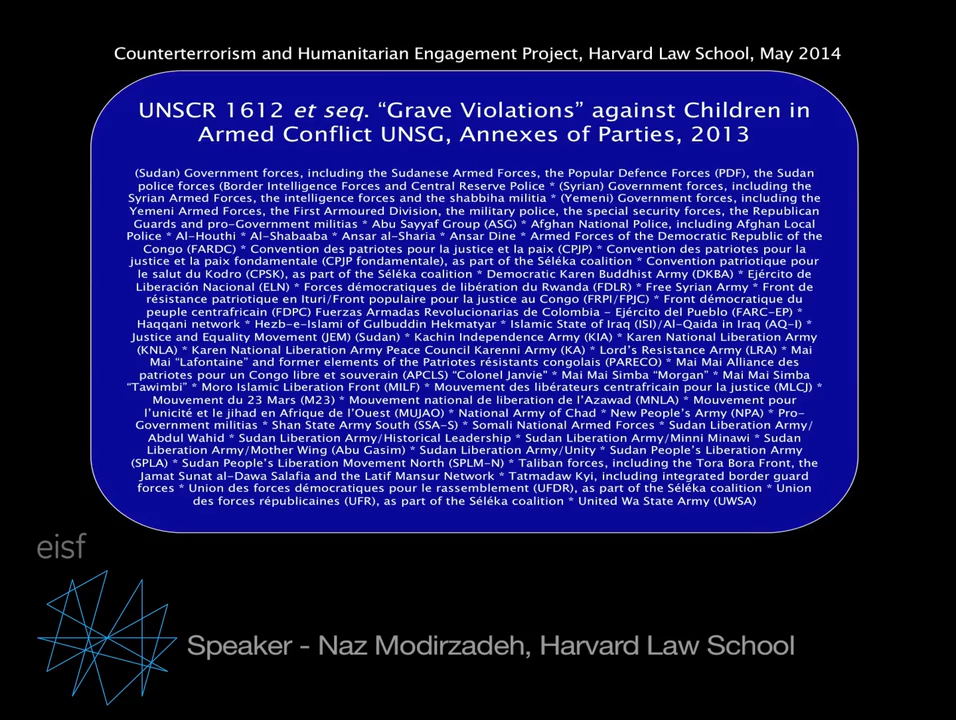 Counterterrorism and Humanitarian Engagement Project, Harvard Law School, May 2014
UNSCR 1612 et seq. “Grave Violations” against Children in
Armed Conflict UNSG, Annexes of Parties, 2013
(Sudan) Government forces, including the Sudanese Armed Forces, the Popular Defence Forces (PDF), the Sudan
police forces (Border Intelligence Forces and Central Reserve Police * (Syrian) Government forces, including the
Syrian Armed Forces, the intelligence forces and the shabbiha militia * (Yemeni) Government forces, including the
Yemeni Armed Forces, the First Armoured Division, the military police, the special security forces, the Republican
Guards and pro-Government militias * Abu Sayyaf Group (ASG) * Afghan National Police, including Afghan Local
Police * Al-Houthi * Al-Shabaaba * Ansar al-Sharia * Ansar Dine * Armed Forces of the Democratic Republic of the
Congo (FARDC) * Convention des patriotes pour la justice et la paix (CPJP) * Convention des patriotes pour la
justice et la paix fondamentale (CPJP fondamentale), as part of the Séléka coalition * Convention patriotique pour
le salut du Kodro (CPSK), as part of the Séléka coalition * Democratic Karen Buddhist Army (DKBA) * Ejército de
Liberación Nacional (ELN) * Forces démocratiques de libération du Rwanda (FDLR) * Free Syrian Army * Front de
résistance patriotique en Ituri/Front populaire pour la justice au Congo (FRPI/FPJC) * Front démocratique du
peuple centrafricain (FDPC) Fuerzas Armadas Revolucionarias de Colombia – Ejército del Pueblo (FARC-EP) *
Haqqani network * Hezb-e-Islami of Gulbuddin Hekmatyar * Islamic State of Iraq (ISI)/Al-Qaida in Iraq (AQ-I) *
Justice and Equality Movement (JEM) (Sudan) * Kachin Independence Army (KIA) * Karen National Liberation Army
(KNLA) * Karen National Liberation Army Peace Council Karenni Army (KA) * Lord’s Resistance Army (LRA) * Mai
Mai “Lafontaine” and former elements of the Patriotes résistants congolais (PARECO) * Mai Mai Alliance des
patriotes pour un Congo libre et souverain (APCLS) “Colonel Janvie” * Mai Mai Simba “Morgan” * Mai Mai Simba
“Tawimbi” * Moro Islamic Liberation Front (MILF) * Mouvement des libérateurs centrafricain pour la justice (MLCJ) *
Mouvement du 23 Mars (M23) * Mouvement national de liberation de l’Azawad (MNLA) * Mouvement pour
l’unicité et le jihad en Afrique de l’Ouest (MUJAO) * National Army of Chad * New People’s Army (NPA) * Pro-
Government militias * Shan State Army South (SSA-S) * Somali National Armed Forces * Sudan Liberation Army/
Abdul Wahid * Sudan Liberation Army/Historical Leadership * Sudan Liberation Army/Minni Minawi * Sudan
Liberation Army/Mother Wing (Abu Gasim) * Sudan Liberation Army/Unity * Sudan People’s Liberation Army
(SPLA) * Sudan People’s Liberation Movement North (SPLM-N) * Taliban forces, including the Tora Bora Front, the
Jamat Sunat al-Dawa Salafia and the Latif Mansur Network * Tatmadaw Kyi, including integrated border guard
forces * Union des forces démocratiques pour le rassemblement (UFDR), as part of the Séléka coalition * Union
des forces républicaines (UFR), as part of the Séléka coalition * United Wa State Army (UWSA)
eisf
Speaker - Naz Modirzadeh, Harvard Law School